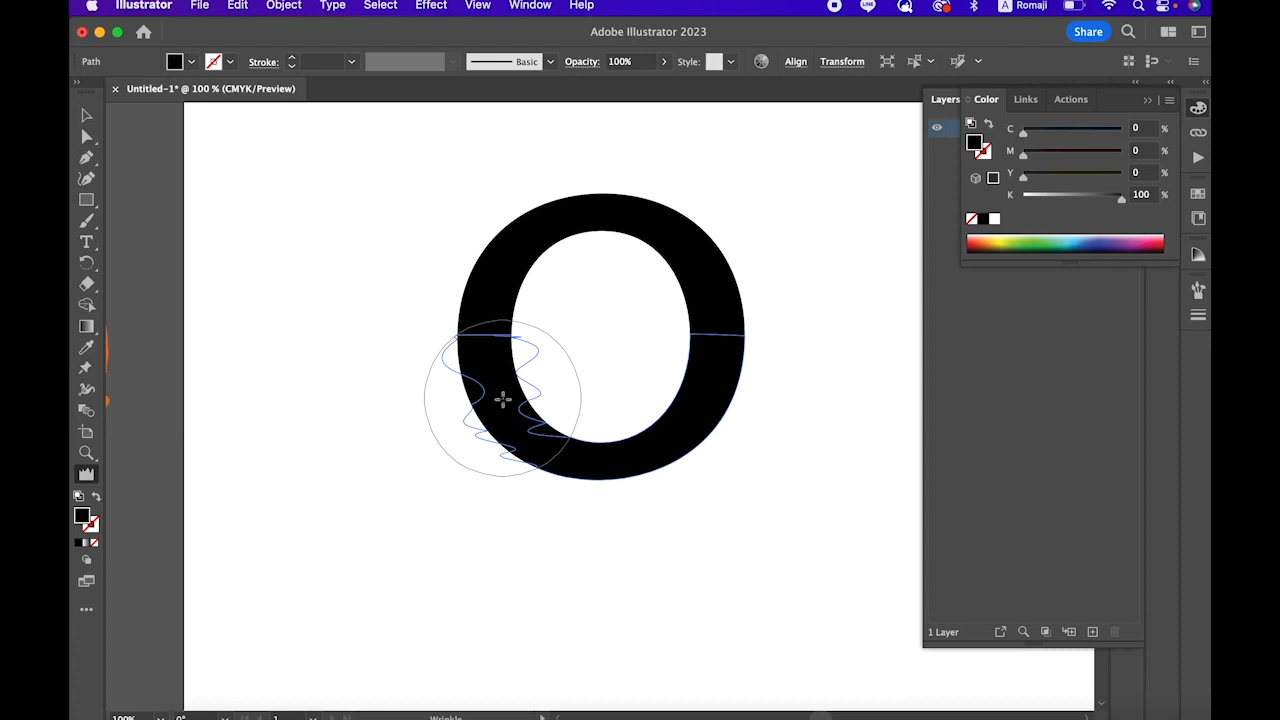 Illustrator File Edit Object Type Select Effect View Window Help A Romaji
Adobe Illustrator 2023 Share
Path Stroke: Basic Opacity: 100% Style: Align Transform
Untitled-1* @ 100 % (CMYK/Preview)
Layers Color Links Actions
C 0 %
M 0 %
Y 0 %
K 100 %
O
1 Layer
100% 0° 1 Wrinkle